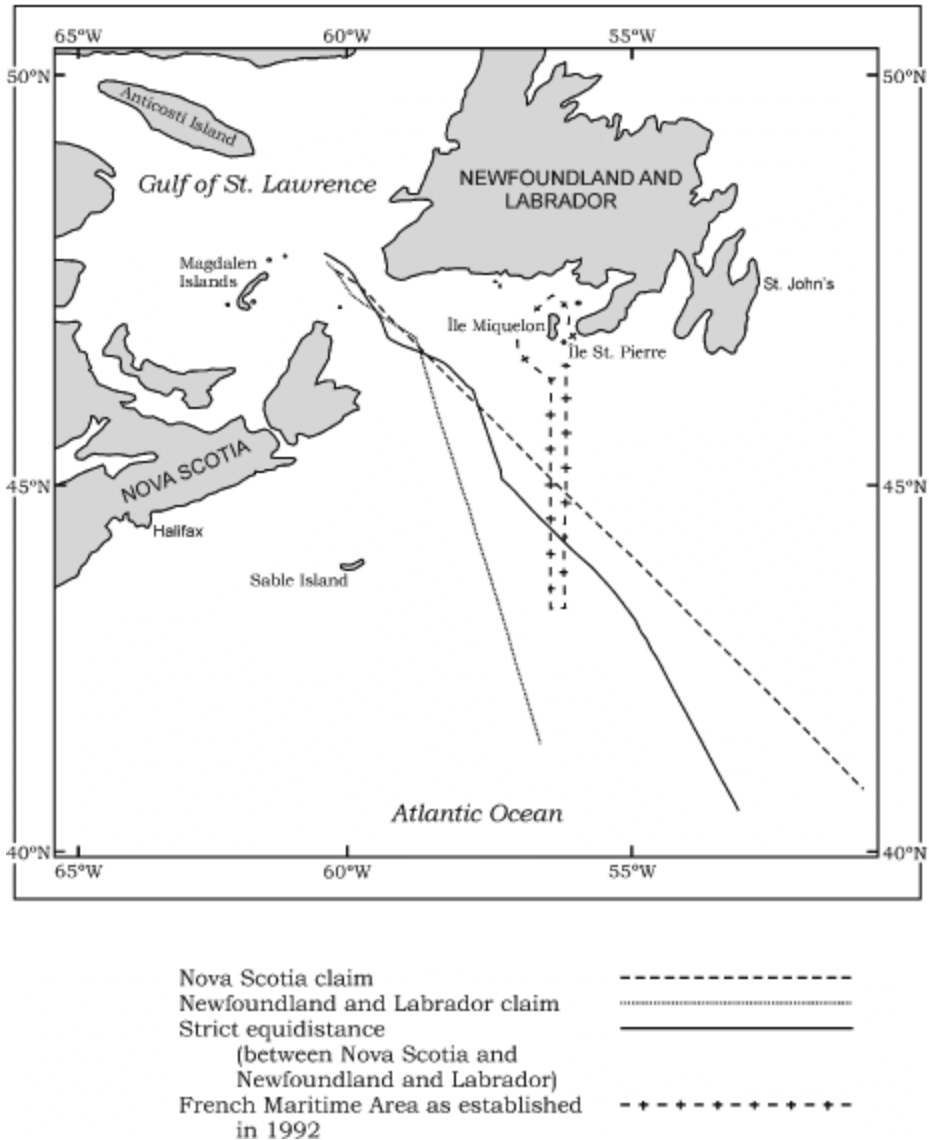 65°W 60°W 55°W
50°N 50°N
Anticosti Island
Gulf of St. Lawrence
NEWFOUNDLAND AND
LABRADOR
Magdalen
Islands
St. John's
Île Miquelon
Île St. Pierre
45°N 45°N
NOVA SCOTIA
Halifax
Sable Island
Atlantic Ocean
40°N 40°N
65°W 60°W 55°W
Nova Scotia claim
Newfoundland and Labrador claim
Strict equidistance
(between Nova Scotia and
Newfoundland and Labrador)
French Maritime Area as established
in 1992